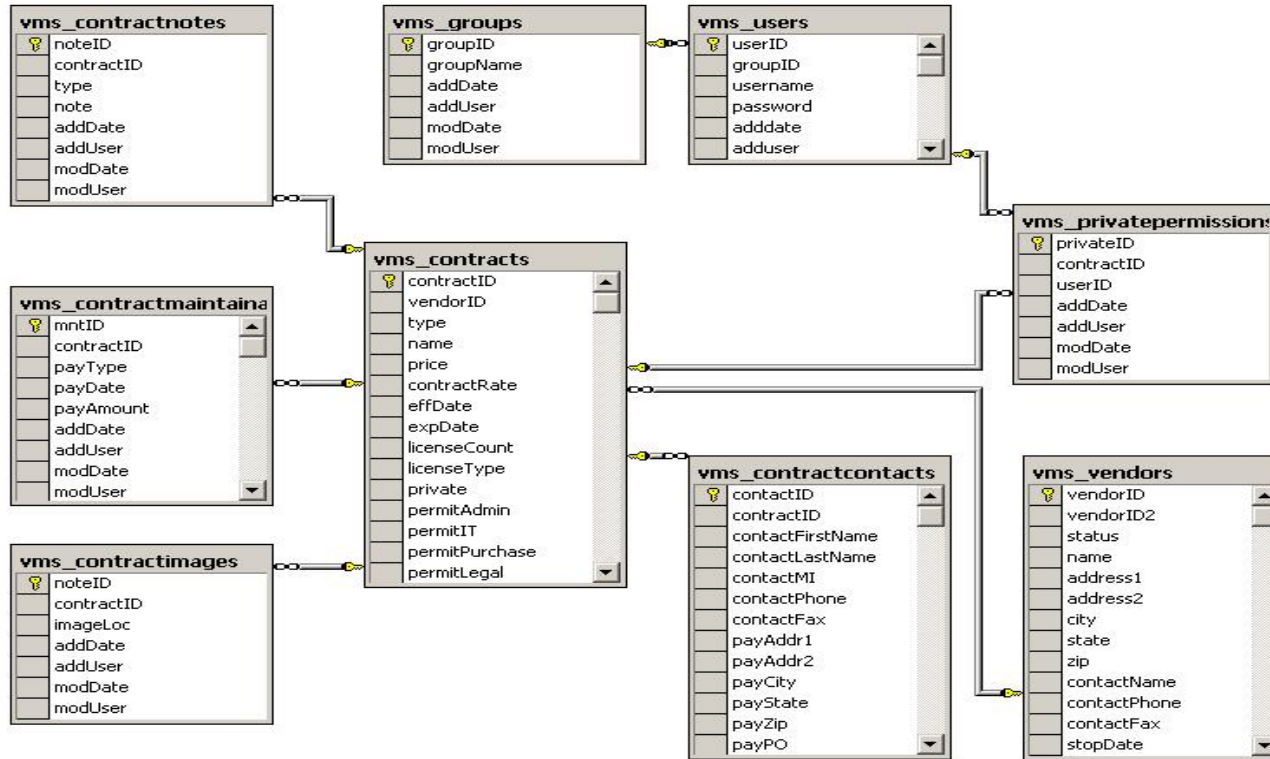 vms_contractnotes
noteID
contractID
type
note
addDate
addUser
modDate
modUser
vms_groups
groupID
groupName
addDate
addUser
modDate
modUser
vms_users
userID
groupID
username
password
adddate
adduser
vms_privatepermissions
privateID
contractID
userID
addDate
addUser
modDate
modUser
vms_contracts
contractID
vendorID
type
name
price
contractRate
effDate
expDate
licenseCount
licenseType
private
permitAdmin
permitIT
permitPurchase
permitLegal
vms_contractmaintaina
mntID
contractID
payType
payDate
payAmount
addDate
addUser
modDate
modUser
vms_contractimages
noteID
contractID
imageLoc
addDate
addUser
modDate
modUser
vms_contractcontacts
contactID
contractID
contactFirstName
contactLastName
contactMI
contactPhone
contactFax
payAddr1
payAddr2
payCity
payState
payZip
payPO
vms_vendors
vendorID
vendorID2
status
name
address1
address2
city
state
zip
contactName
contactPhone
contactFax
stopDate